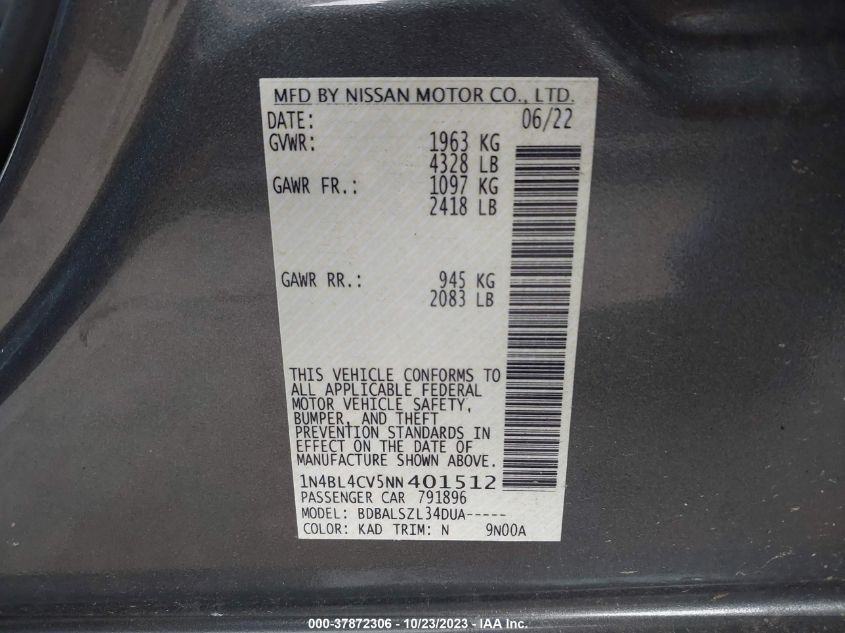 MFD BY NISSAN MOTOR CO., LTD.
DATE: 06/22
GVWR: 1963 KG
4328 LB
GAWR FR.: 1097 KG
2418 LB
GAWR RR.: 945 KG
2083 LB
THIS VEHICLE CONFORMS TO
ALL APPLICABLE FEDERAL
MOTOR VEHICLE SAFETY,
BUMPER, AND THEFT
PREVENTION STANDARDS IN
EFFECT ON THE DATE OF
MANUFACTURE SHOWN ABOVE.
1N4BL4CV5NN401512
PASSENGER CAR 791896
MODEL: BDBALSZL34DUA-----
COLOR: KAD TRIM: N 9N00A
000-37872306 - 10/23/2023 - IAA Inc.